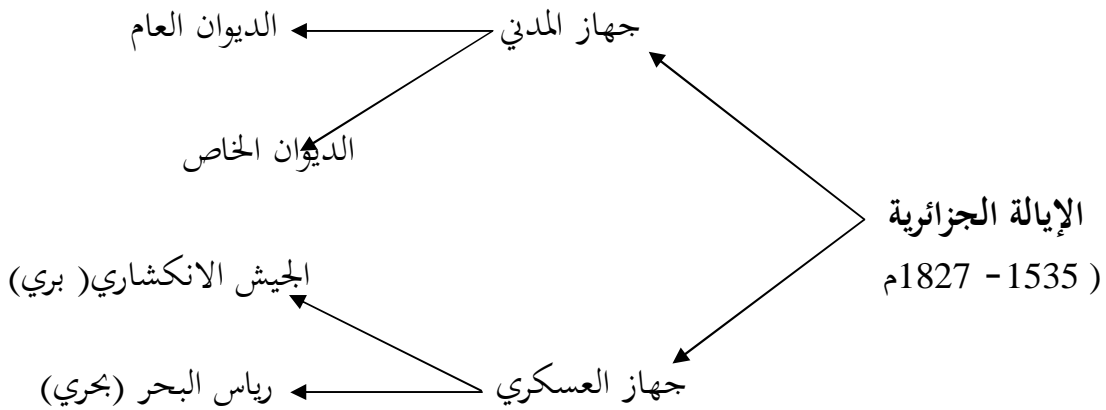 جهاز المدني
الديوان العام
الديوان الخاص
الإيالة الجزائرية
( 1535 - 1827م
الجيش الانكشاري( بري)
جهاز العسكري
رياس البحر (بحري)